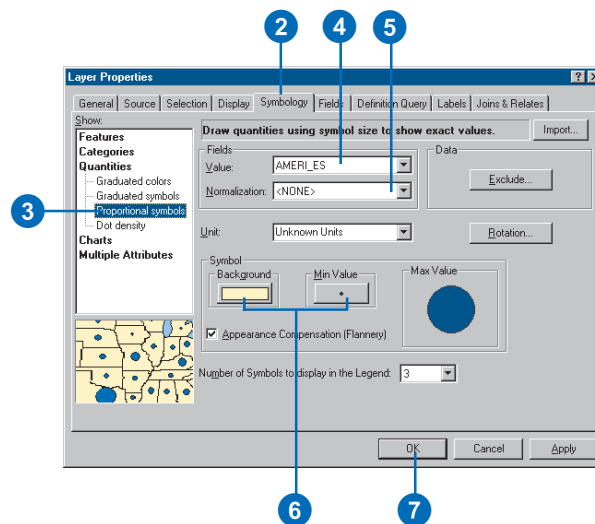 2 4 5
Layer Properties
General Source Selection Display Symbology Fields Definition Query Labels Joins & Relates
Show:
Features
Categories
Quantities
Graduated colors
Graduated symbols
Proportional symbols
Dot density
Charts
Multiple Attributes
3
Draw quantities using symbol size to show exact values.
Import...
Fields
Value: AMERI_ES
Normalization: <NONE>
Data
Exclude...
Unit: Unknown Units
Rotation...
Symbol
Background
Min Value
Max Value
Appearance Compensation (Flannery)
Number of Symbols to display in the Legend: 3
OK Cancel Apply
6 7